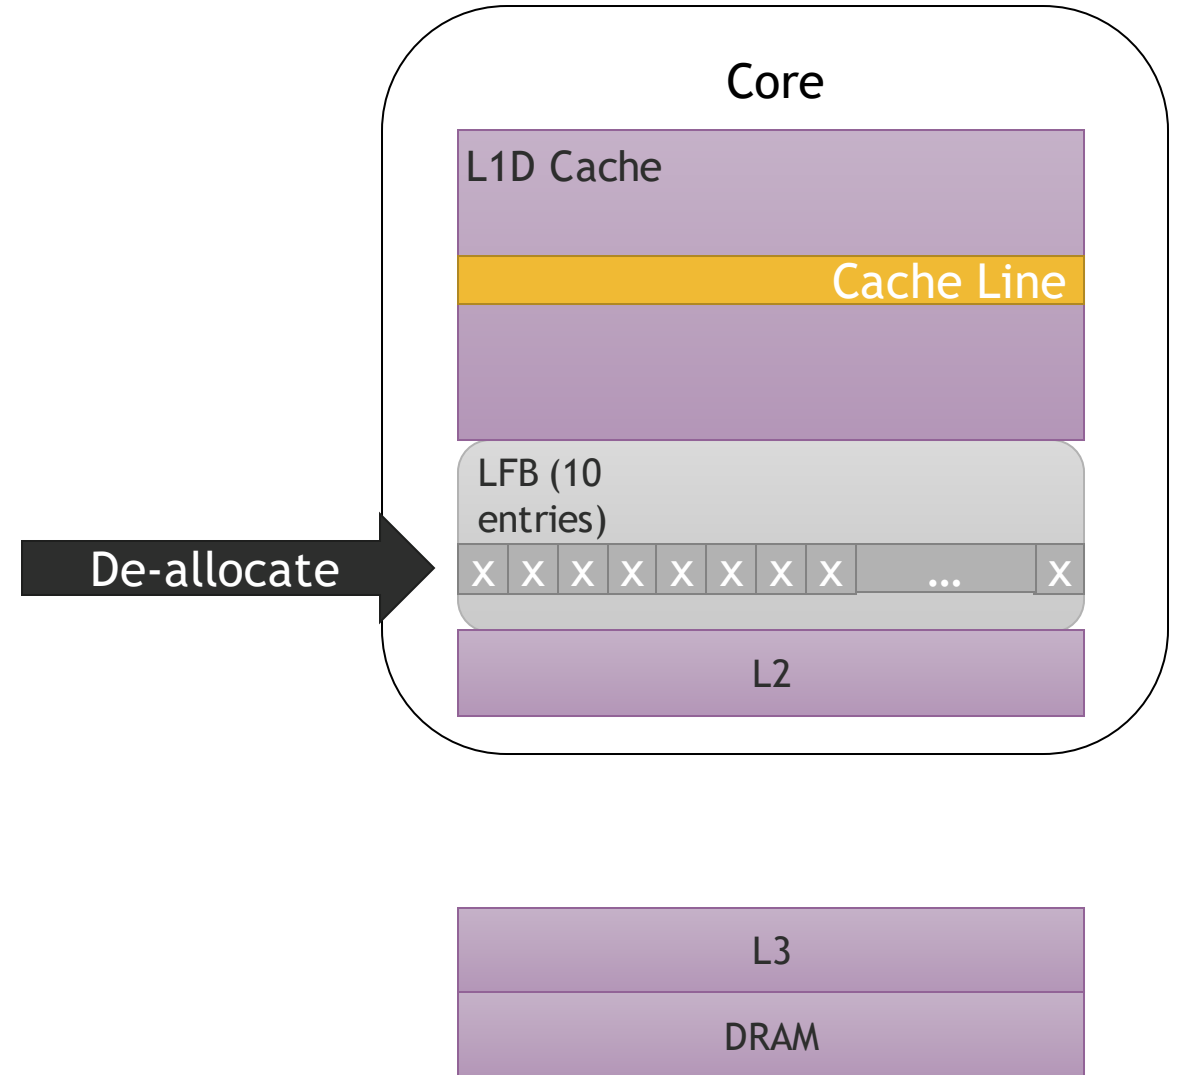 Core
L1D Cache
Cache Line
LFB (10
entries)
De-allocate
x x x x x x x x ... x
L2
L3
DRAM